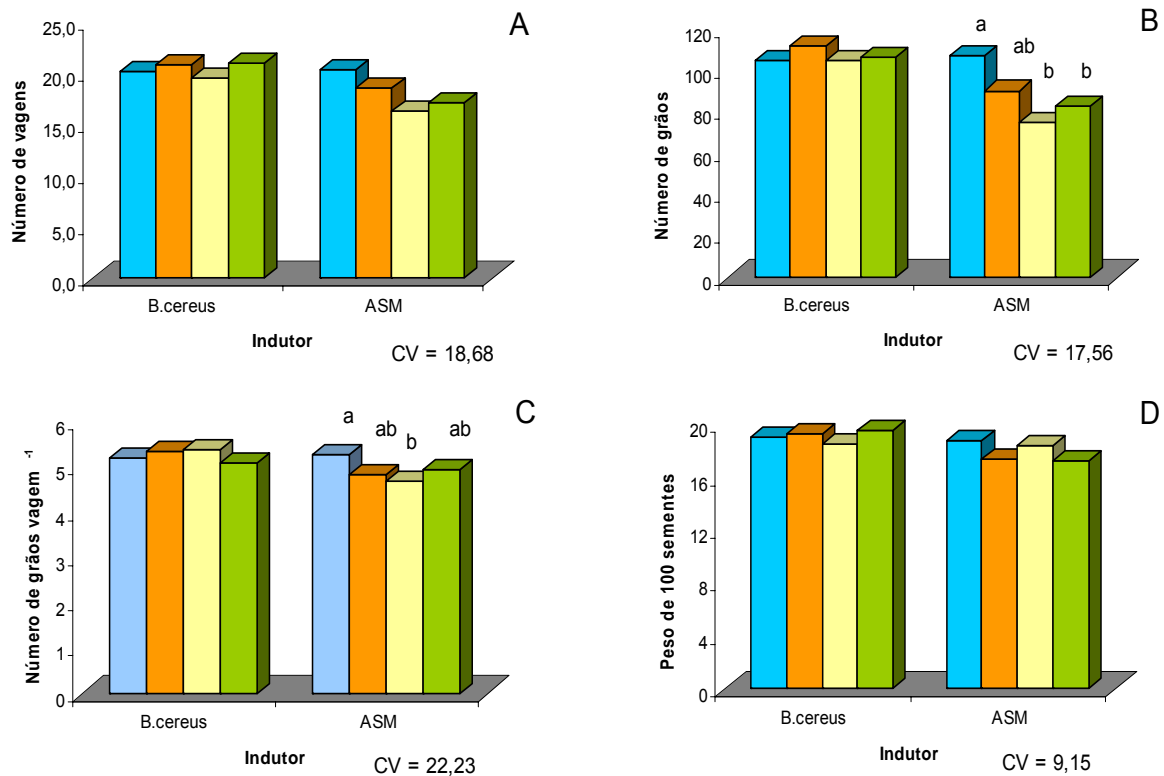 A
Número de vagens
25,0
20,0
15,0
10,0
5,0
0,0
B.cereus
ASM
Indutor
CV = 18,68
B
Número de grãos
120
100
80
60
40
20
0
a
ab
b
b
B.cereus
ASM
Indutor
CV = 17,56
C
Número de grãos vagem -1
6
5
4
3
2
1
0
a
ab
b
ab
B.cereus
ASM
Indutor
CV = 22,23
D
Peso de 100 sementes
20
16
12
8
4
0
B.cereus
ASM
Indutor
CV = 9,15